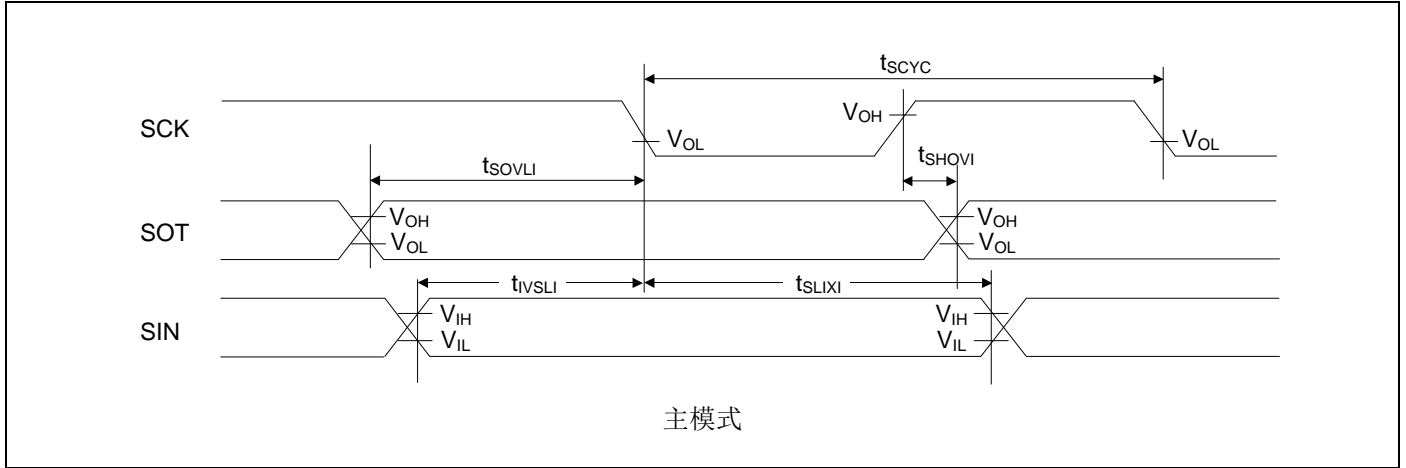 tSCYC
SCK
VOH
VOL
VOL
tSHOVI
tSOVLI
SOT
VOH
VOL
VOH
VOL
tIVSLI
tSLIXI
SIN
VIH
VIL
VIH
VIL
主模式